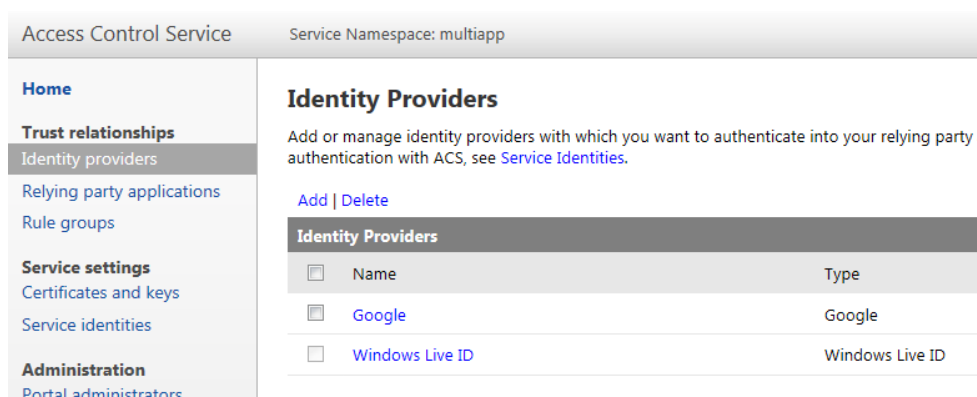 Access Control Service
Service Namespace: multiapp
Home
Trust relationships
Identity providers
Relying party applications
Rule groups
Service settings
Certificates and keys
Service identities
Administration
Portal administrators
Identity Providers
Add or manage identity providers with which you want to authenticate into your relying party
authentication with ACS, see Service Identities.
Add | Delete
Identity Providers
Name Type
Google Google
Windows Live ID Windows Live ID